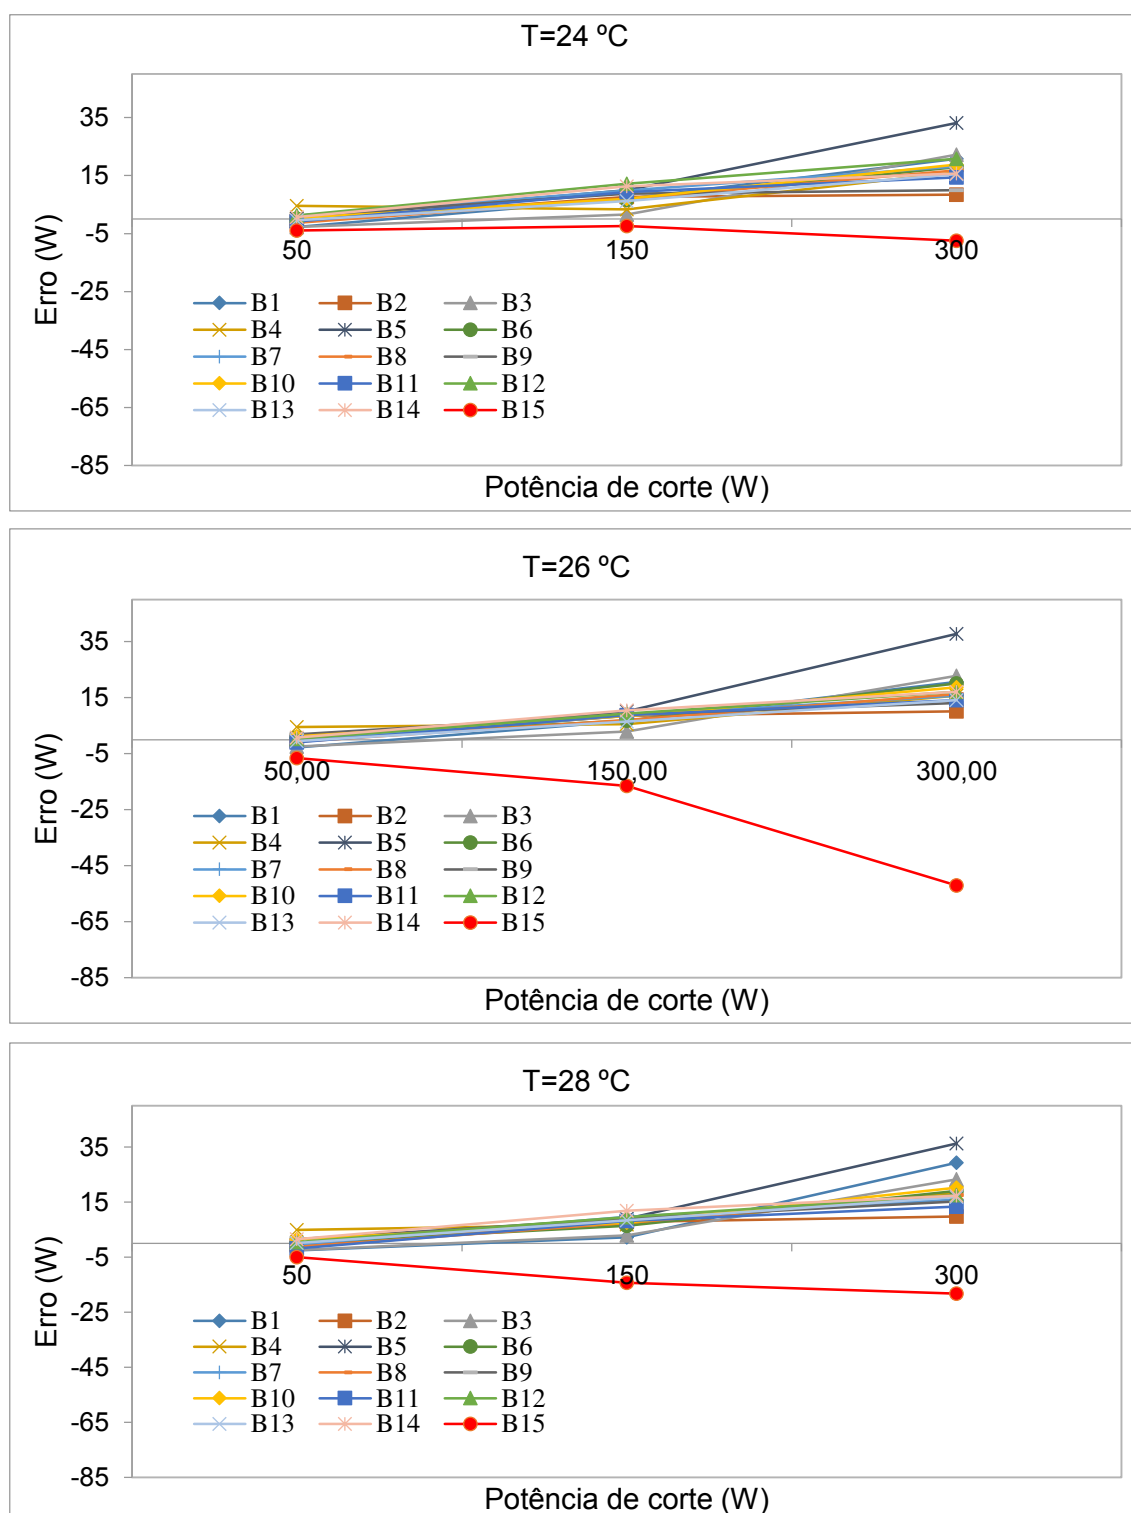 T=24 ºC
35
15
-5
-25
-45
-65
-85
Erro (W)
50 150 300
B1 B2 B3
B4 B5 B6
B7 B8 B9
B10 B11 B12
B13 B14 B15
Potência de corte (W)
T=26 ºC
35
15
-5
-25
-45
-65
-85
Erro (W)
50,00 150,00 300,00
B1 B2 B3
B4 B5 B6
B7 B8 B9
B10 B11 B12
B13 B14 B15
Potência de corte (W)
T=28 ºC
35
15
-5
-25
-45
-65
-85
Erro (W)
50 150 300
B1 B2 B3
B4 B5 B6
B7 B8 B9
B10 B11 B12
B13 B14 B15
Potência de corte (W)